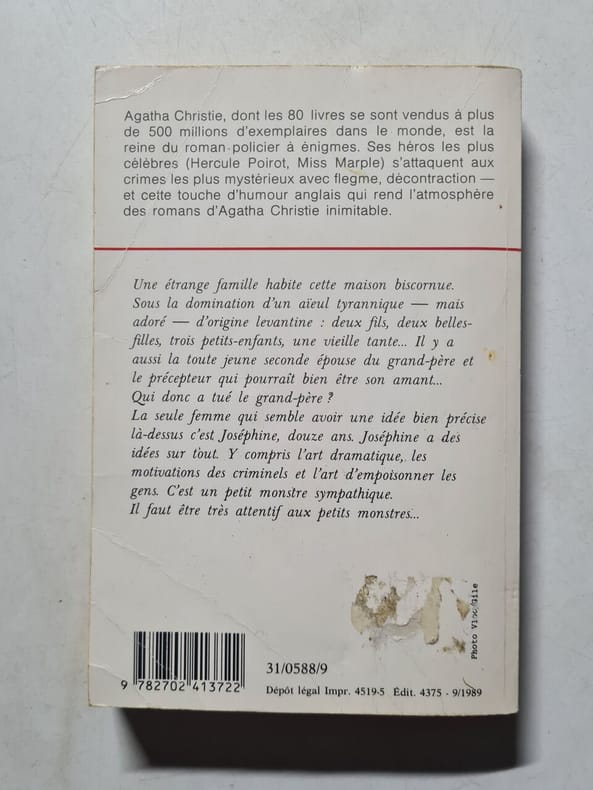 Agatha Christie, dont les 80 livres se sont vendus à plus
de 500 millions d'exemplaires dans le monde, est la
reine du roman policier à énigmes. Ses héros les plus
célèbres (Hercule Poirot, Miss Marple) s'attaquent aux
crimes les plus mystérieux avec flegme, décontraction —
et cette touche d'humour anglais qui rend l'atmosphère
des romans d'Agatha Christie inimitable.
Une étrange famille habite cette maison biscornue.
Sous la domination d'un aïeul tyrannique — mais
adoré — d'origine levantine : deux fils, deux belles-
filles, trois petits-enfants, une vieille tante... Il y a
aussi la toute jeune seconde épouse du grand-père et
le précepteur qui pourrait bien être son amant...
Qui donc a tué le grand-père ?
La seule femme qui semble avoir une idée bien précise
là-dessus c'est Joséphine, douze ans. Joséphine a des
idées sur tout. Y compris l'art dramatique, les
motivations des criminels et l'art d'empoisonner les
gens. C'est un petit monstre sympathique.
Il faut être très attentif aux petits monstres...
Photo
31/0588/9
9 782702 413722
Dépôt légal Impr. 4519-5 Édit. 4375 - 9/1989